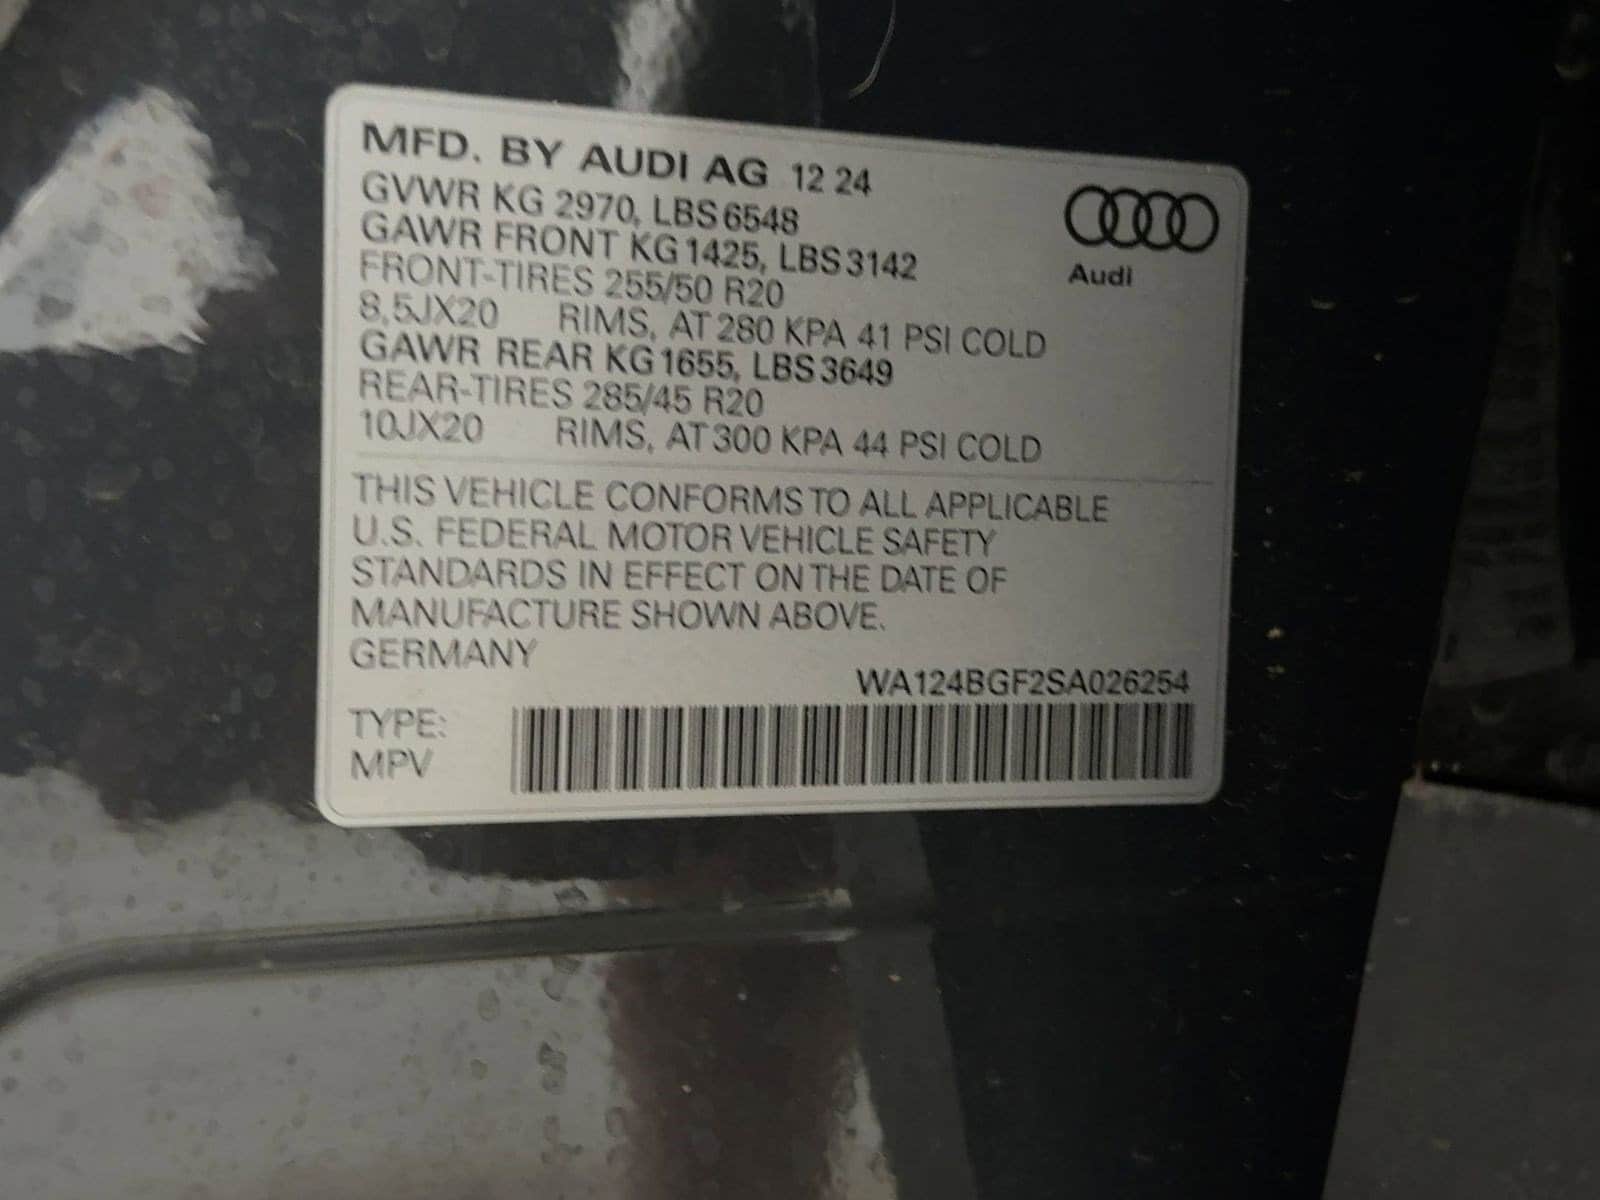 MFD. BY AUDI AG 12 24
GVWR KG 2970, LBS 6548
GAWR FRONT KG 1425, LBS 3142
FRONT-TIRES 255/50 R20
8,5JX20 RIMS, AT 280 KPA 41 PSI COLD
GAWR REAR KG 1655, LBS 3649
REAR-TIRES 285/45 R20
10JX20 RIMS, AT 300 KPA 44 PSI COLD
Audi
THIS VEHICLE CONFORMS TO ALL APPLICABLE
U.S. FEDERAL MOTOR VEHICLE SAFETY
STANDARDS IN EFFECT ON THE DATE OF
MANUFACTURE SHOWN ABOVE.
GERMANY
WA124BGF2SA026254
TYPE:
MPV